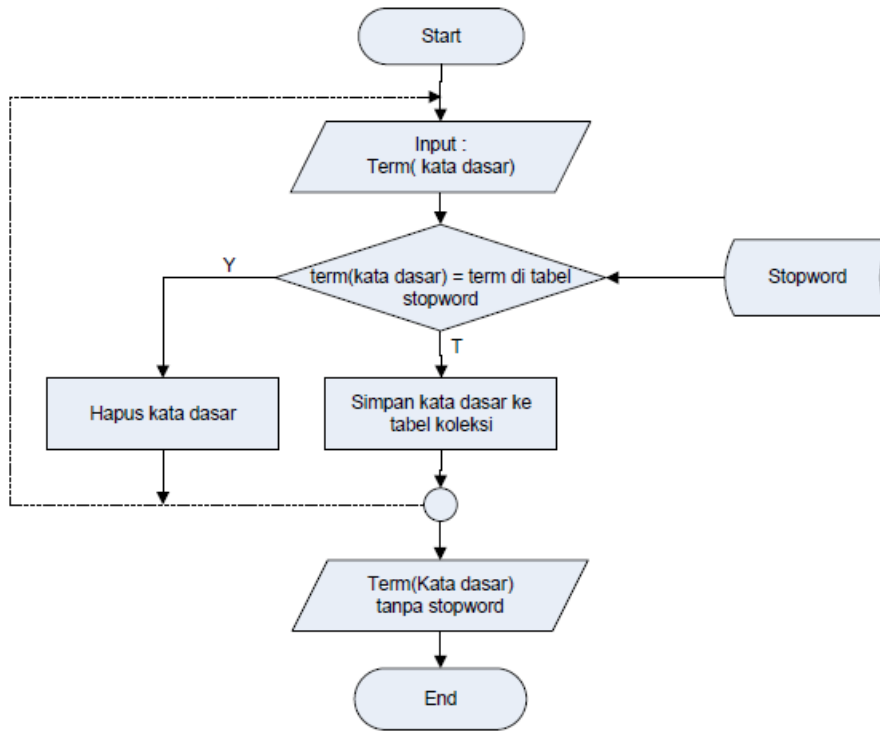 Start
Input :
Term( kata dasar)
Y
term(kata dasar) = term di tabel
stopword
Stopword
T
Hapus kata dasar
Simpan kata dasar ke
tabel koleksi
Term(Kata dasar)
tanpa stopword
End